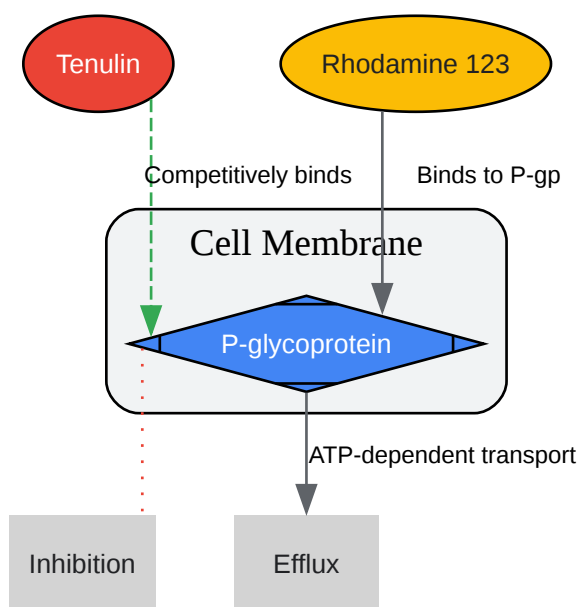 Tenulin
Rhodamine 123
Competitively binds
Binds to P-gp
Cell Membrane
P-glycoprotein
ATP-dependent transport
Inhibition
Efflux